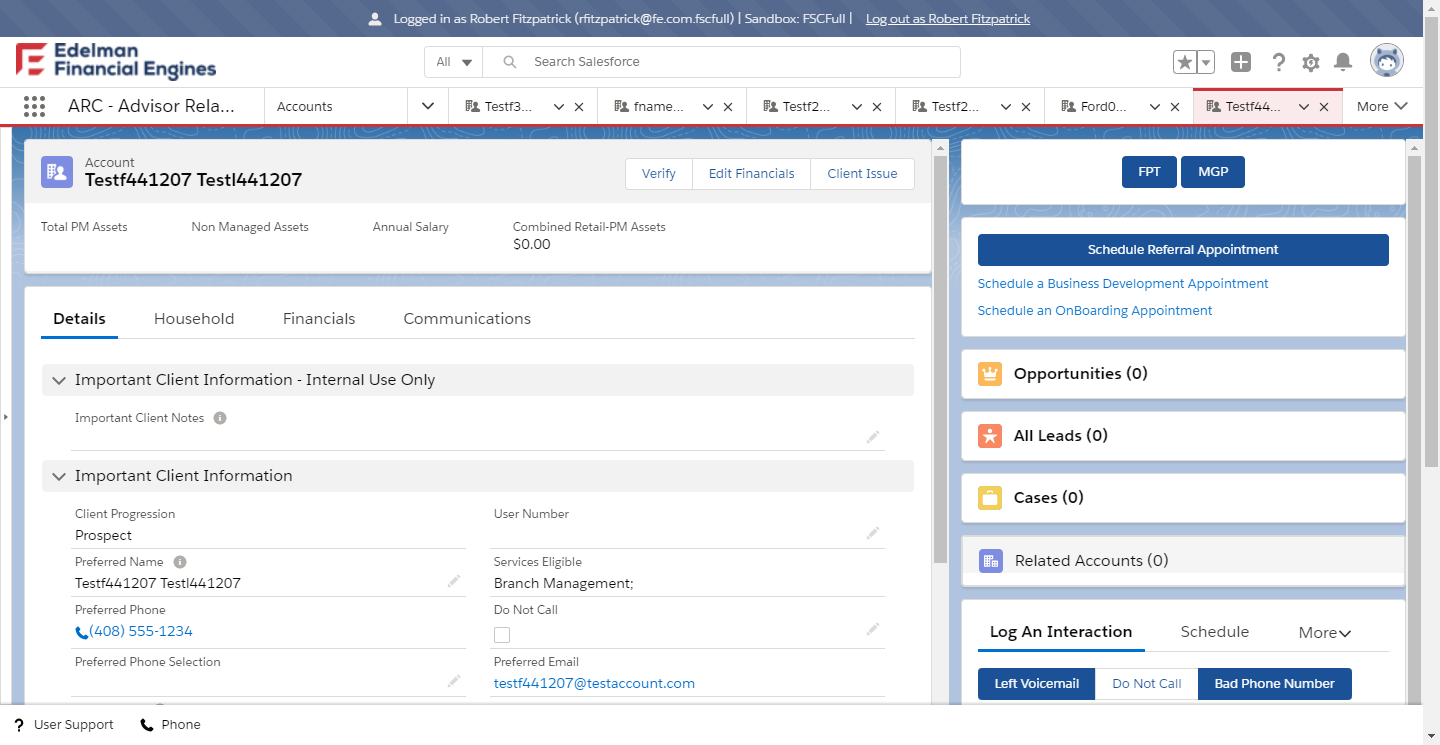 Logged in as Robert Fitzpatrick (rfitzpatrick@fe.com.fscfull) | Sandbox: FSCFull | Log out as Robert Fitzpatrick
Edelman
Financial Engines
All
Search Salesforce
ARC - Advisor Rela...
Accounts
Testf3...
fname...
Testf2...
Testf2...
Ford0...
Testf44...
More
Account
Testf441207 Testl441207
Verify
Edit Financials
Client Issue
Total PM Assets
Non Managed Assets
Annual Salary
Combined Retail-PM Assets
$0.00
Details
Household
Financials
Communications
Important Client Information - Internal Use Only
Important Client Notes
Important Client Information
Client Progression
Prospect
User Number
Preferred Name
Testf441207 Testl441207
Services Eligible
Branch Management;
Preferred Phone
(408) 555-1234
Do Not Call
Preferred Phone Selection
Preferred Email
testf441207@testaccount.com
FPT
MGP
Schedule Referral Appointment
Schedule a Business Development Appointment
Schedule an OnBoarding Appointment
Opportunities (0)
All Leads (0)
Cases (0)
Related Accounts (0)
Log An Interaction
Schedule
More
Left Voicemail
Do Not Call
Bad Phone Number
? User Support
Phone